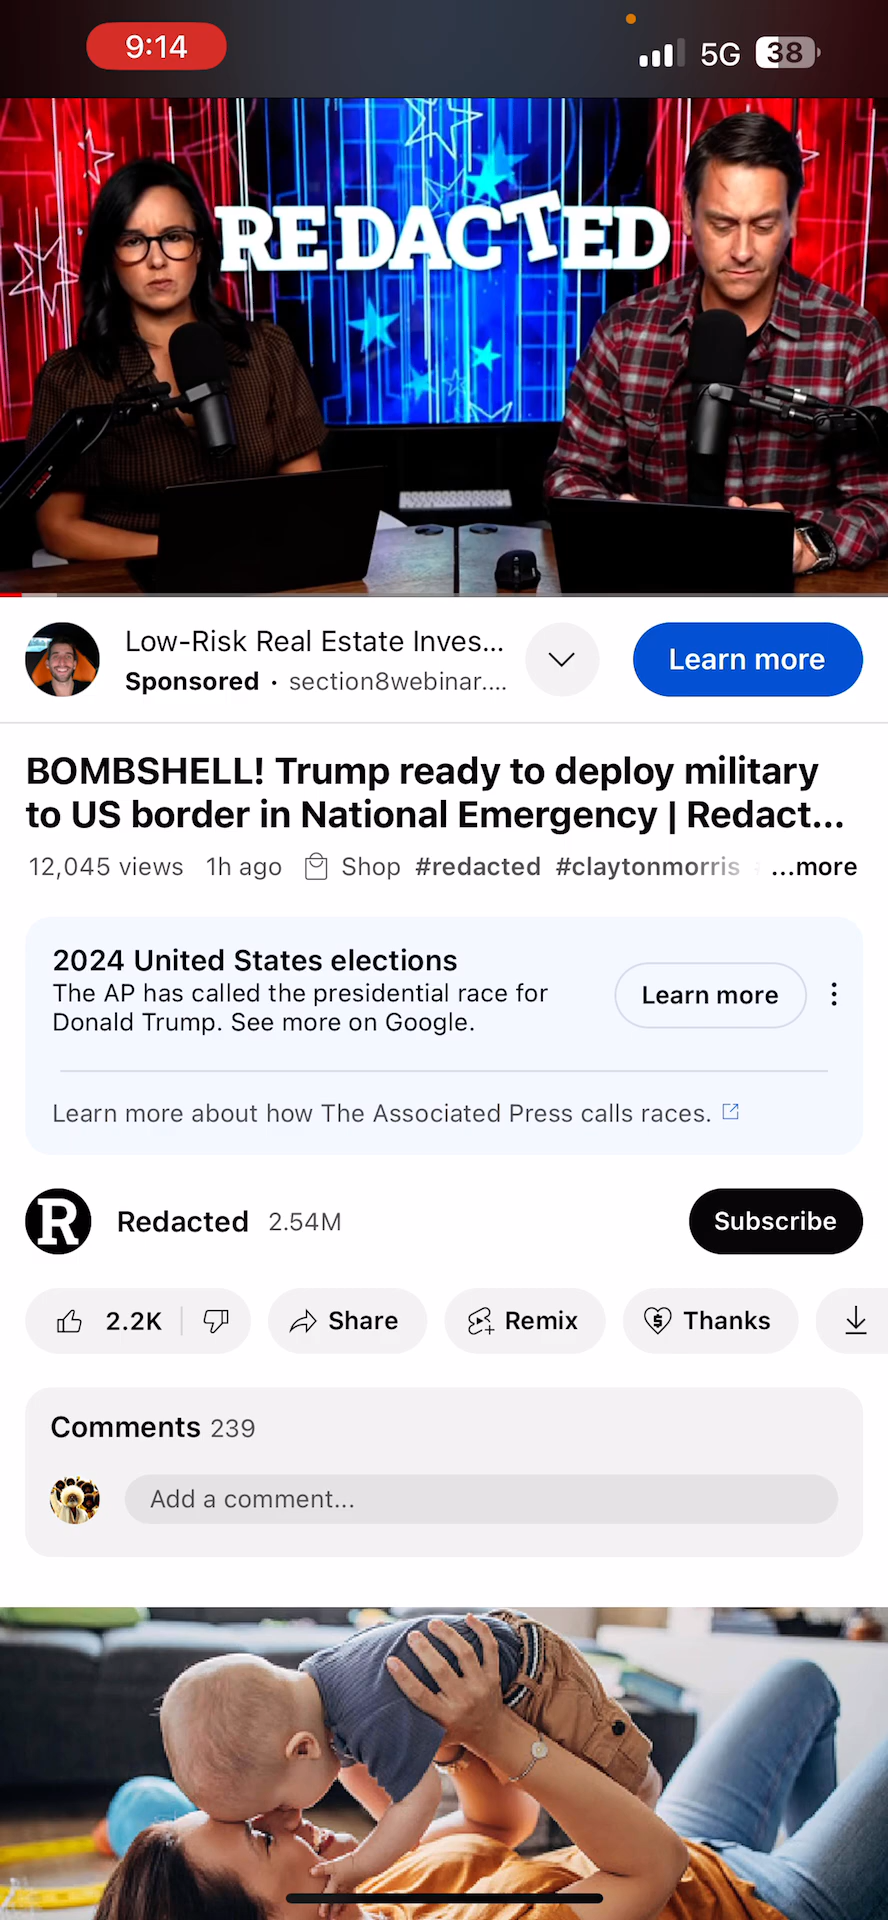 9:14
5G 38
REDACTED
Low-Risk Real Estate Inves...
Learn more
Sponsored · section8webinar....
BOMBSHELL! Trump ready to deploy military
to US border in National Emergency | Redact...
12,045 views 1h ago Shop #redacted #claytonmorris ...more
2024 United States elections
The AP has called the presidential race for
Donald Trump. See more on Google.
Learn more
Learn more about how The Associated Press calls races.
R Redacted 2.54M
Subscribe
2.2K Share Remix Thanks
Comments 239
Add a comment...